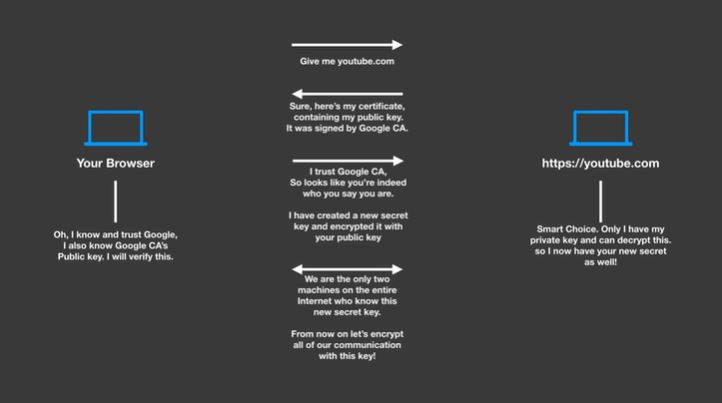 Give me youtube.com
Sure, here's my certificate,
containing my public key.
It was signed by Google CA.
Your Browser
https://youtube.com
I trust Google CA,
So looks like you're indeed
who you say you are.
I have created a new secret
key and encrypted it with
your public key
Oh, I know and trust Google,
I also know Google CA's
Public key. I will verify this.
Smart Choice. Only I have my
private key and can decrypt this.
so I now have your new secret
as well!
We are the only two
machines on the entire
Internet who know this
new secret key.
From now on let's encrypt
all of our communication
with this key!